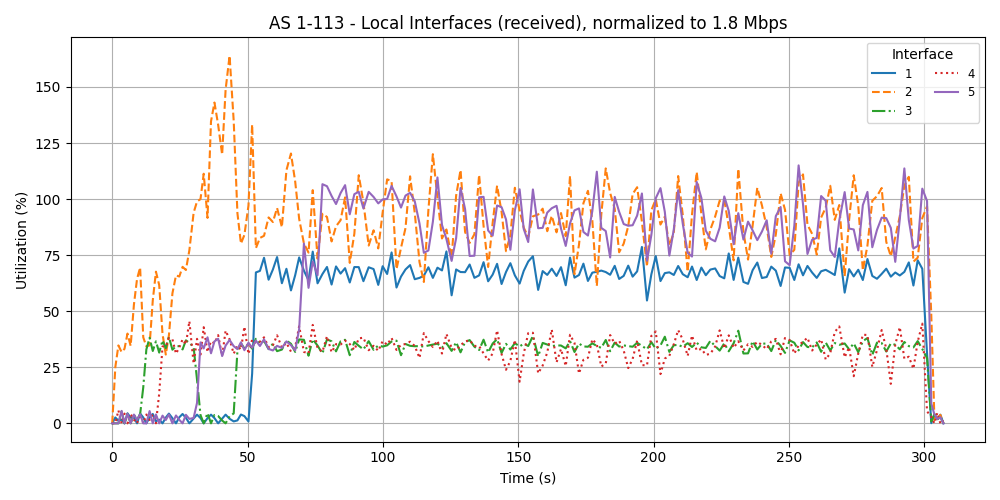 AS 1-113 - Local Interfaces (received), normalized to 1.8 Mbps
Utilization (%)
150
125
100
75
50
25
0
0 50 100 150 200 250 300
Time (s)
Interface
1 4
2 5
3